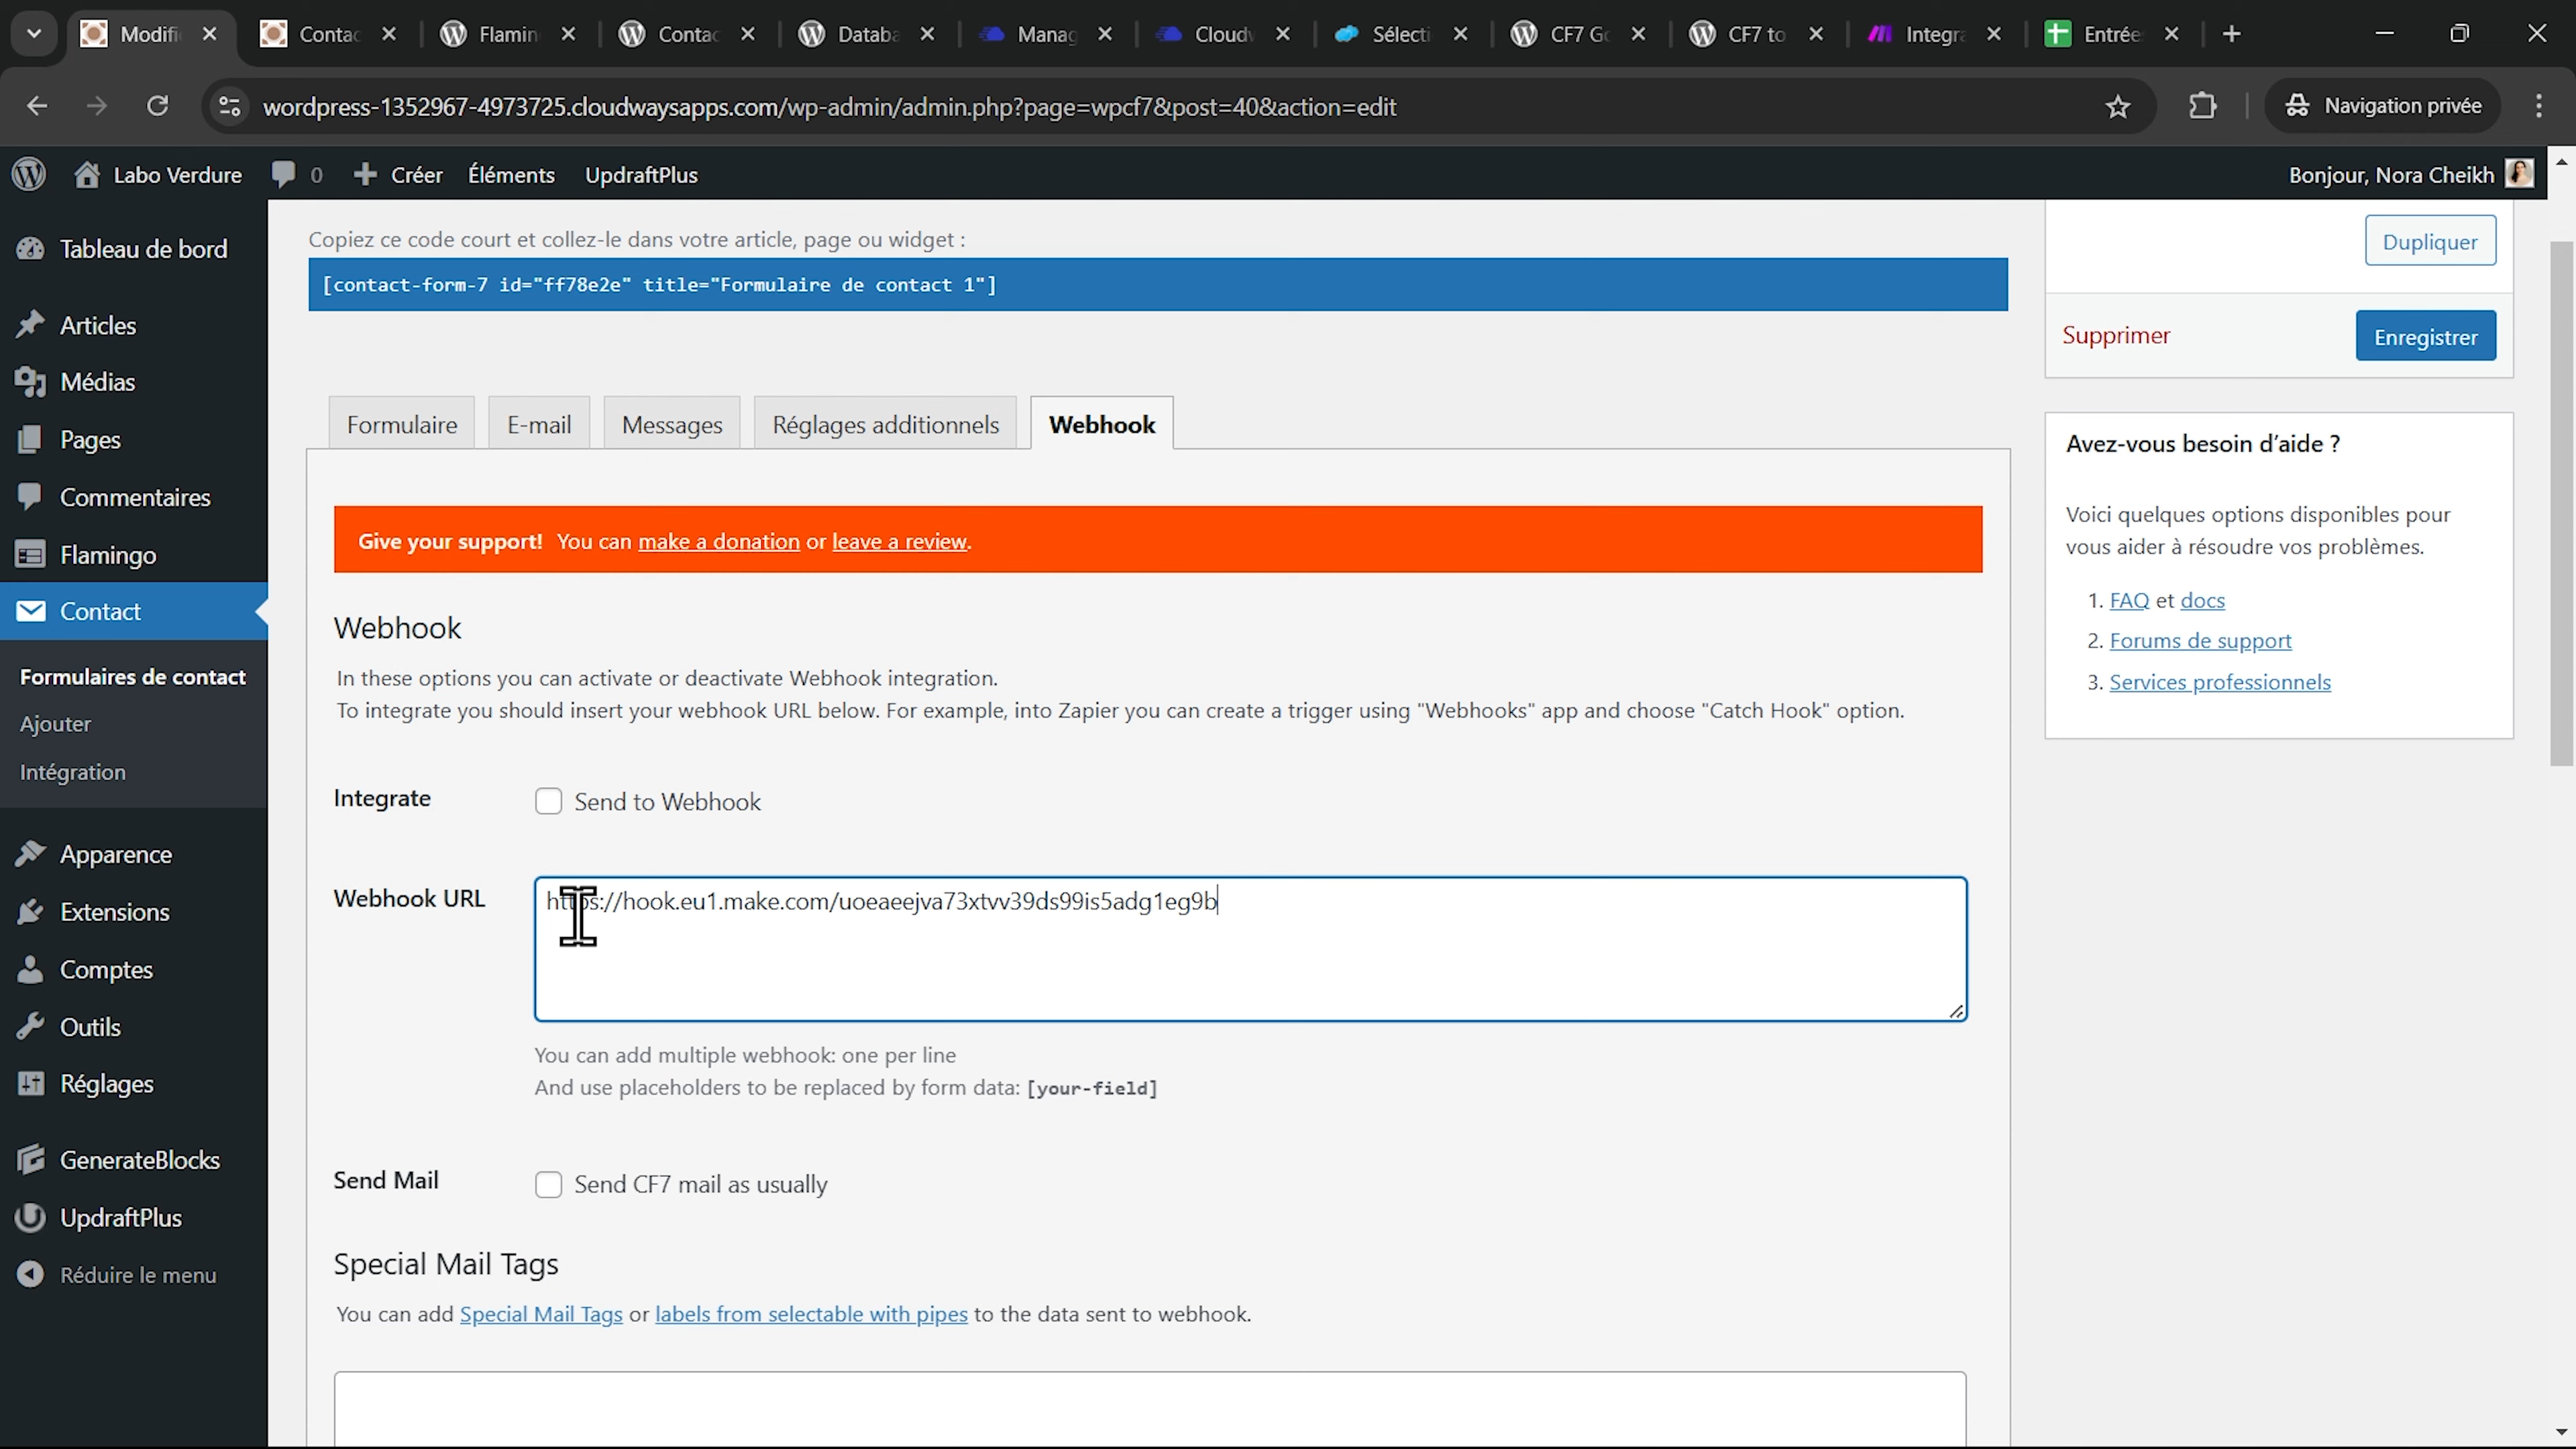 Modifi
Contac
Flamin
Contac
Databa
Manag
Cloudw
Sélecti
CF7 Go
CF7 to
Integra
Entrée
wordpress-1352967-4973725.cloudwaysapps.com/wp-admin/admin.php?page=wpcf7&post=40&action=edit
Navigation privée
Labo Verdure
0
Créer
Éléments
UpdraftPlus
Bonjour, Nora Cheikh
Tableau de bord
Articles
Médias
Pages
Commentaires
Flamingo
Contact
Formulaires de contact
Ajouter
Intégration
Apparence
Extensions
Comptes
Outils
Réglages
GenerateBlocks
UpdraftPlus
Réduire le menu
Copiez ce code court et collez-le dans votre article, page ou widget :
[contact-form-7 id="ff78e2e" title="Formulaire de contact 1"]
Formulaire
E-mail
Messages
Réglages additionnels
Webhook
Give your support! You can make a donation or leave a review.
Webhook
In these options you can activate or deactivate Webhook integration.
To integrate you should insert your webhook URL below. For example, into Zapier you can create a trigger using "Webhooks" app and choose "Catch Hook" option.
Integrate
Send to Webhook
Webhook URL
https://hook.eu1.make.com/uoeaeejva73xtvv39ds99is5adg1eg9b
You can add multiple webhook: one per line
And use placeholders to be replaced by form data: [your-field]
Send Mail
Send CF7 mail as usually
Special Mail Tags
You can add Special Mail Tags or labels from selectable with pipes to the data sent to webhook.
Dupliquer
Supprimer
Enregistrer
Avez-vous besoin d'aide ?
Voici quelques options disponibles pour
vous aider à résoudre vos problèmes.
1. FAQ et docs
2. Forums de support
3. Services professionnels